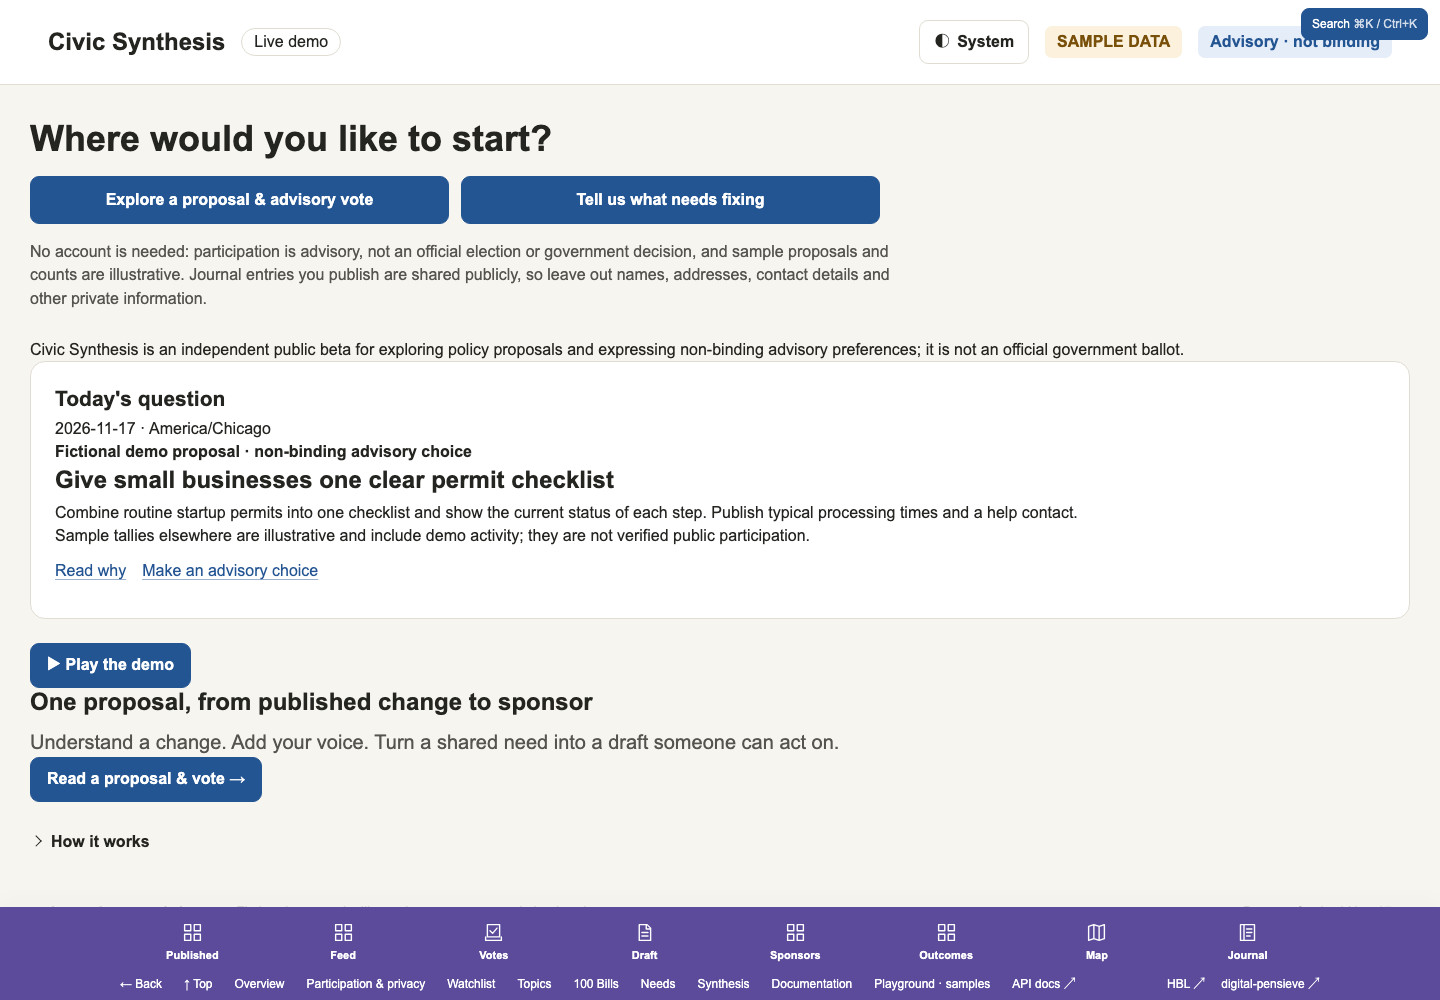 Civic Synthesis
Live demo
System
SAMPLE DATA
Advisory · not binding
Search ⌘K / Ctrl+K
Where would you like to start?
Explore a proposal & advisory vote
Tell us what needs fixing
No account is needed: participation is advisory, not an official election or government decision, and sample proposals and
counts are illustrative. Journal entries you publish are shared publicly, so leave out names, addresses, contact details and
other private information.
Civic Synthesis is an independent public beta for exploring policy proposals and expressing non-binding advisory preferences; it is not an official government ballot.
Today's question
2026-11-17 · America/Chicago
Fictional demo proposal · non-binding advisory choice
Give small businesses one clear permit checklist
Combine routine startup permits into one checklist and show the current status of each step. Publish typical processing times and a help contact.
Sample tallies elsewhere are illustrative and include demo activity; they are not verified public participation.
Read why
Make an advisory choice
▶ Play the demo
One proposal, from published change to sponsor
Understand a change. Add your voice. Turn a shared need into a draft someone can act on.
Read a proposal & vote →
How it works
Published
Feed
Votes
Draft
Sponsors
Outcomes
Map
Journal
← Back
↑ Top
Overview
Participation & privacy
Watchlist
Topics
100 Bills
Needs
Synthesis
Documentation
Playground · samples
API docs ↗
HBL ↗
digital-pensieve ↗